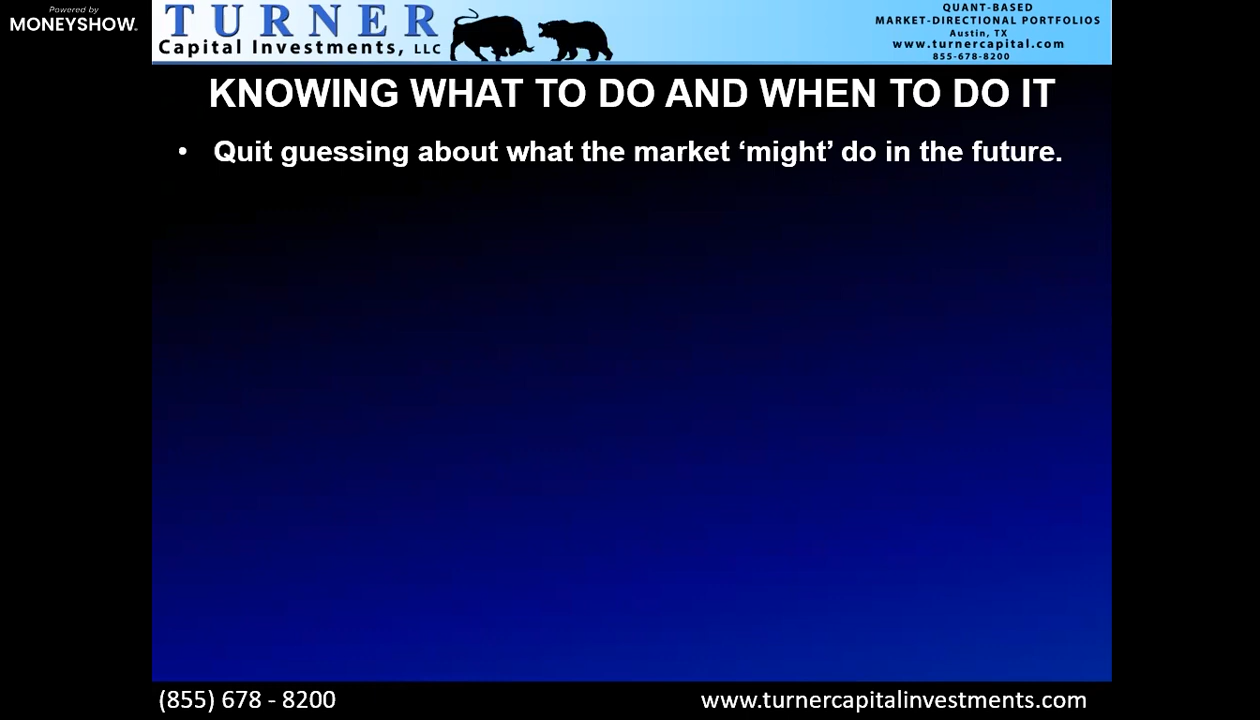 Powered by
MONEYSHOW.
TURNER
Capital Investments, LLC
QUANT-BASED
MARKET-DIRECTIONAL PORTFOLIOS
Austin, TX
www.turnercapital.com
855-678-8200
KNOWING WHAT TO DO AND WHEN TO DO IT
• Quit guessing about what the market ‘might’ do in the future.
(855) 678 - 8200
www.turnercapitalinvestments.com